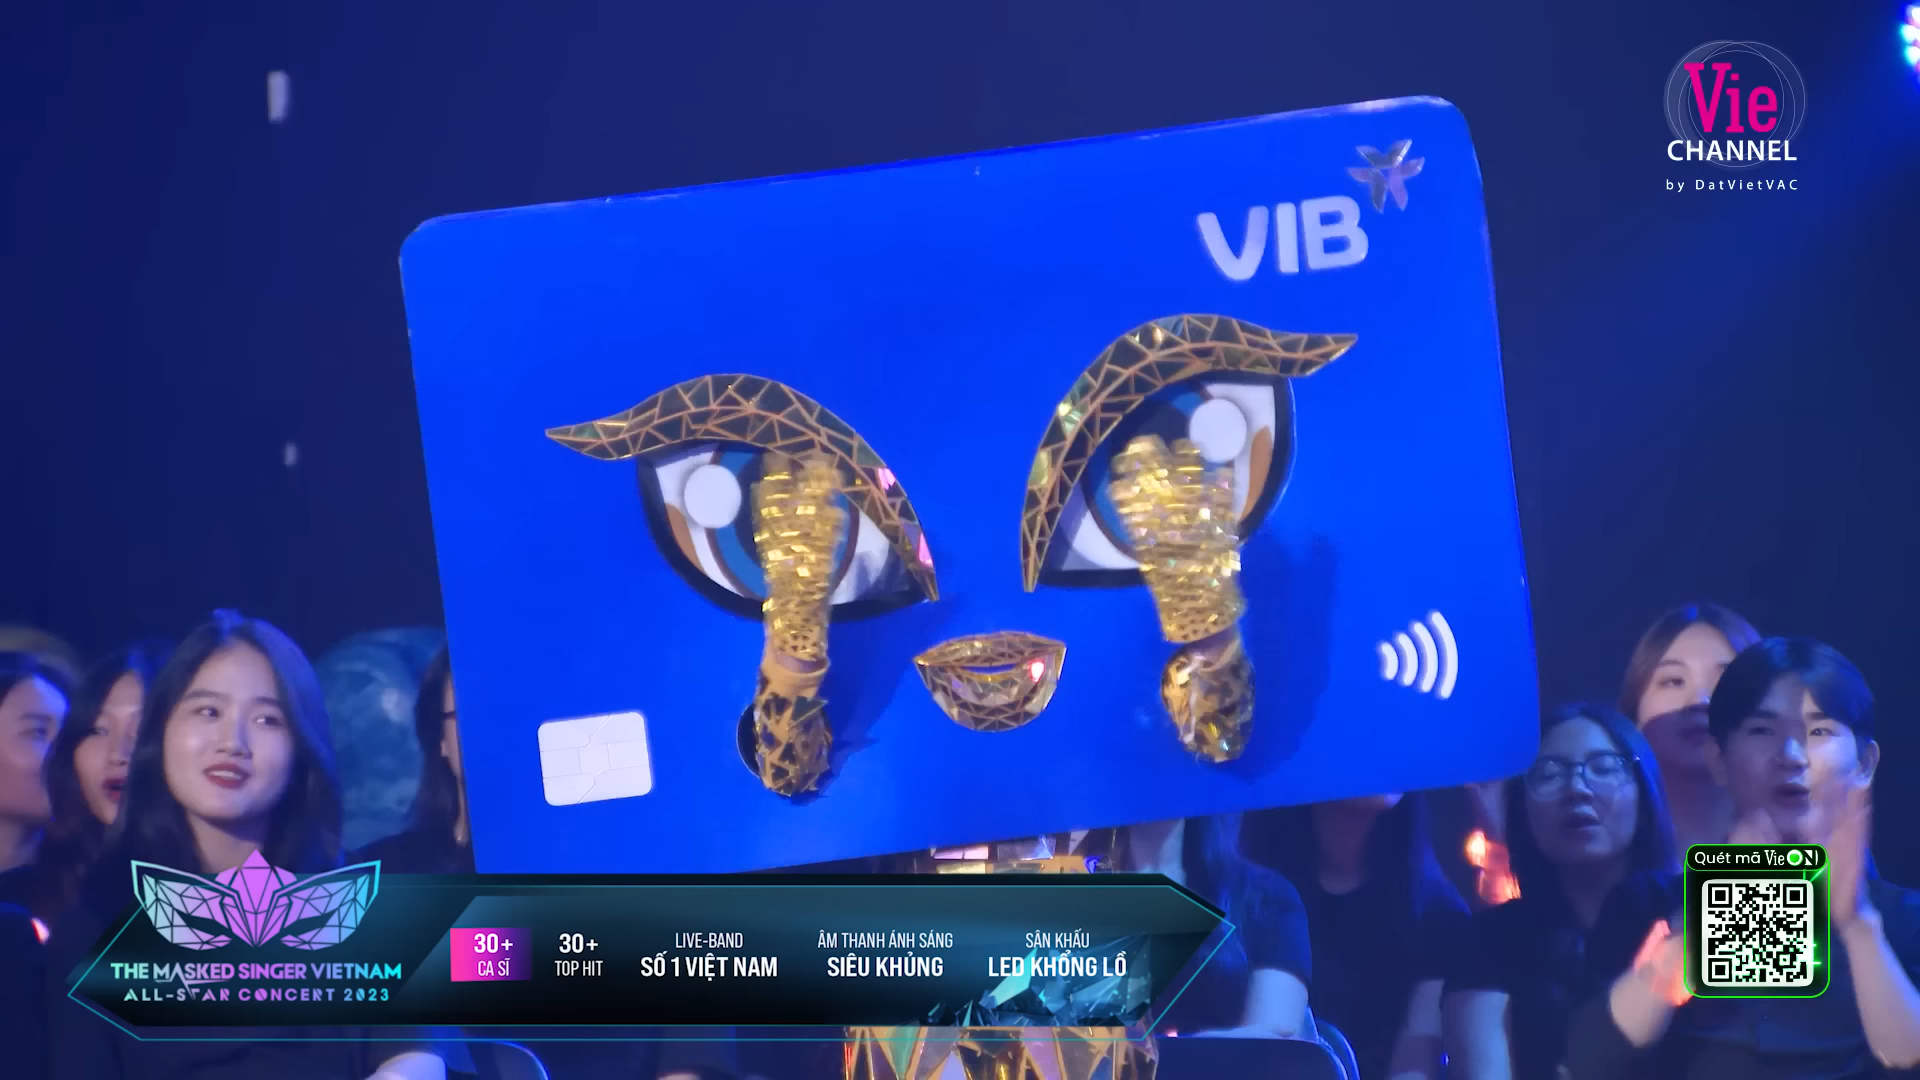 Vie
CHANNEL
by DatVietVAC
VIB
Quét mã VieON
THE MASKED SINGER VIETNAM
ALL-STAR CONCERT 2023
30+
CA SĨ
30+
TOP HIT
LIVE-BAND
SỐ 1 VIỆT NAM
ÂM THANH ÁNH SÁNG
SIÊU KHỦNG
SÂN KHẤU
LED KHỔNG LỒ